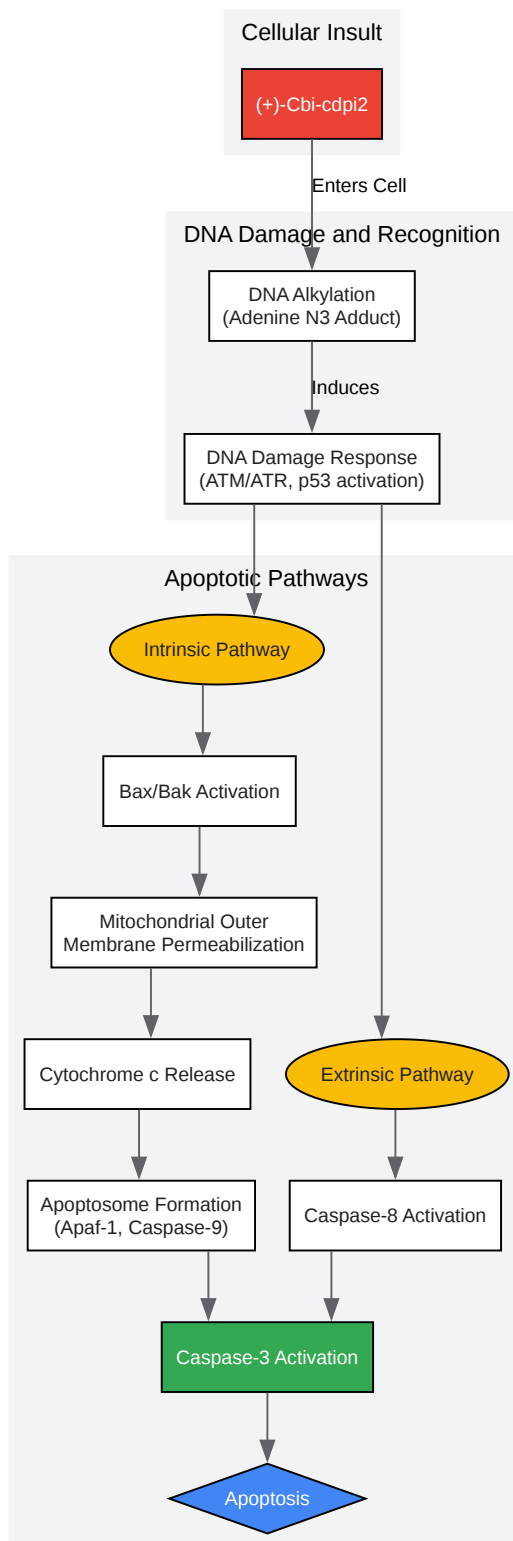 Cellular Insult
(+)-Cbi-cdpi2
Enters Cell
DNA Damage and Recognition
DNA Alkylation
(Adenine N3 Adduct)
Induces
DNA Damage Response
(ATM/ATR, p53 activation)
Apoptotic Pathways
Intrinsic Pathway
Bax/Bak Activation
Mitochondrial Outer
Membrane Permeabilization
Cytochrome c Release
Extrinsic Pathway
Apoptosome Formation
(Apaf-1, Caspase-9)
Caspase-8 Activation
Caspase-3 Activation
Apoptosis